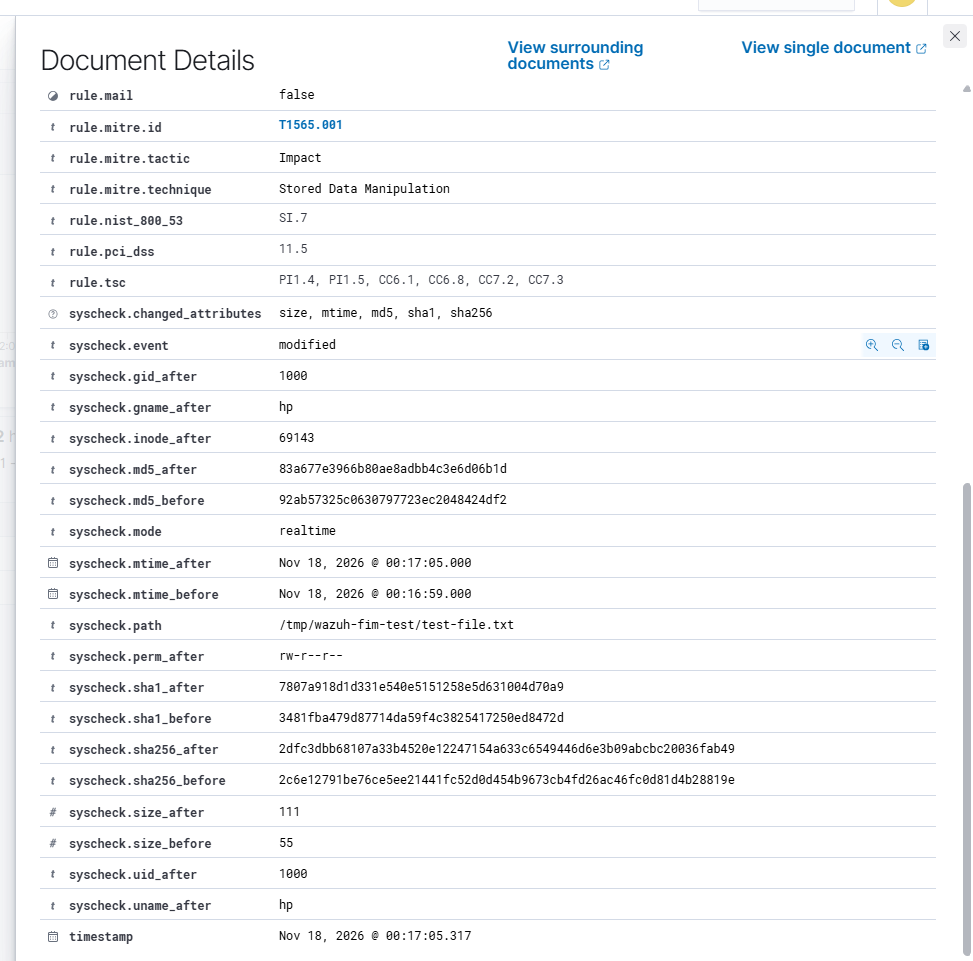 Document Details
View surrounding
documents
View single document
rule.mail false
t rule.mitre.id T1565.001
t rule.mitre.tactic Impact
t rule.mitre.technique Stored Data Manipulation
t rule.nist_800_53 SI.7
t rule.pci_dss 11.5
t rule.tsc PI1.4, PI1.5, CC6.1, CC6.8, CC7.2, CC7.3
? syscheck.changed_attributes size, mtime, md5, sha1, sha256
t syscheck.event modified
t syscheck.gid_after 1000
t syscheck.gname_after hp
t syscheck.inode_after 69143
t syscheck.md5_after 83a677e3966b80ae8adbb4c3e6d06b1d
t syscheck.md5_before 92ab57325c0630797723ec2048424df2
t syscheck.mode realtime
syscheck.mtime_after Nov 18, 2026 @ 00:17:05.000
syscheck.mtime_before Nov 18, 2026 @ 00:16:59.000
t syscheck.path /tmp/wazuh-fim-test/test-file.txt
t syscheck.perm_after rw-r--r--
t syscheck.sha1_after 7807a918d1d331e540e5151258e5d631004d70a9
t syscheck.sha1_before 3481fba479d87714da59f4c3825417250ed8472d
t syscheck.sha256_after 2dfc3dbb68107a33b4520e12247154a633c6549446d6e3b09abcbc20036fab49
t syscheck.sha256_before 2c6e12791be76ce5ee21441fc52d0d454b9673cb4fd26ac46fc0d81d4b28819e
# syscheck.size_after 111
# syscheck.size_before 55
t syscheck.uid_after 1000
t syscheck.uname_after hp
timestamp Nov 18, 2026 @ 00:17:05.317